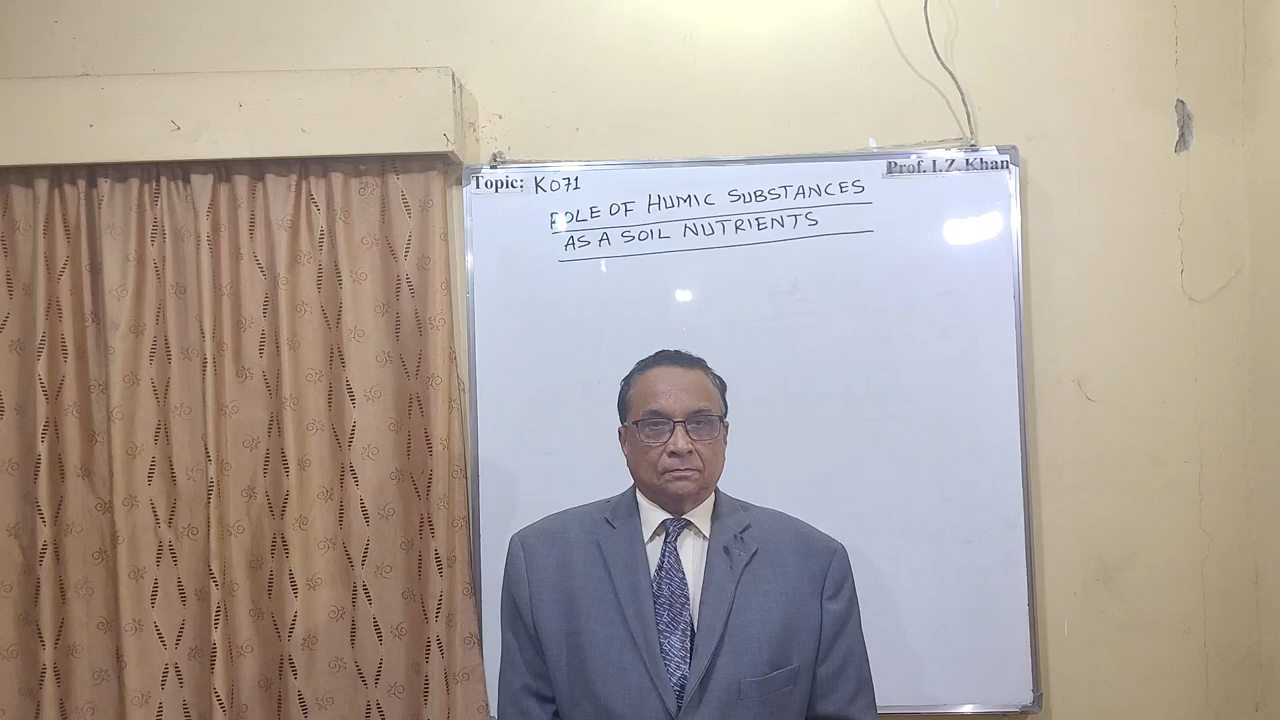 Topic: K071
Prof. I.Z. Khan
ROLE OF HUMIC SUBSTANCES
AS A SOIL NUTRIENTS